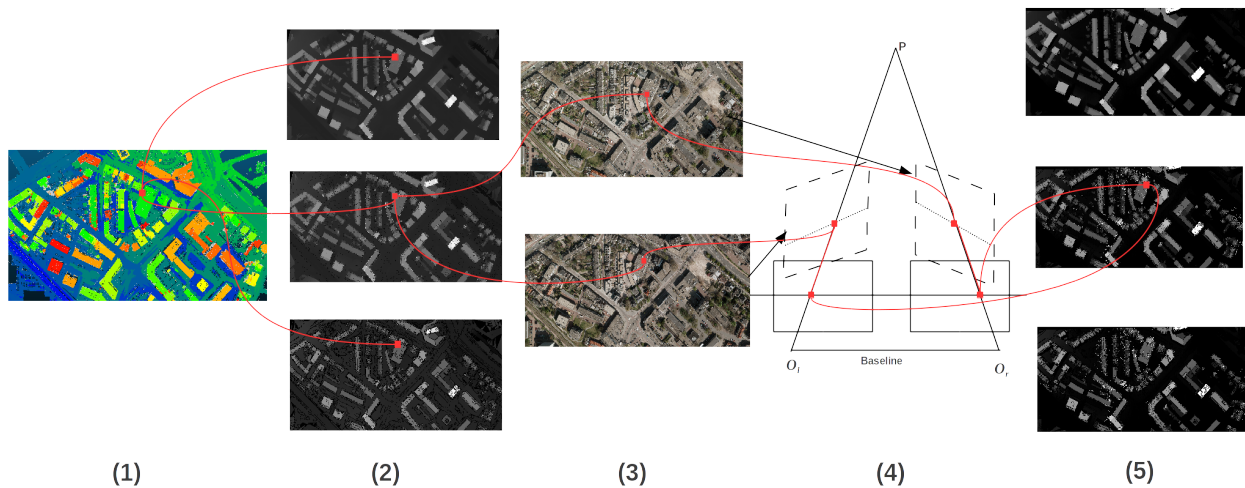 P
Baseline
O_l
O_r
(1)
(2)
(3)
(4)
(5)